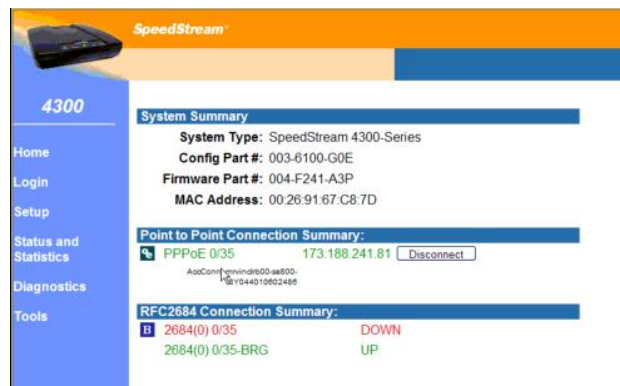 SpeedStream
4300
Home
Login
Setup
Status and
Statistics
Diagnostics
Tools
System Summary
System Type: SpeedStream 4300-Series
Config Part #: 003-6100-G0E
Firmware Part #: 004-F241-A3P
MAC Address: 00:26:91:67:C8:7D
Point to Point Connection Summary:
PPPoE 0/35 173.188.241.81 Disconnect
RFC2684 Connection Summary:
B 2684(0) 0/35 DOWN
2684(0) 0/35-BRG UP